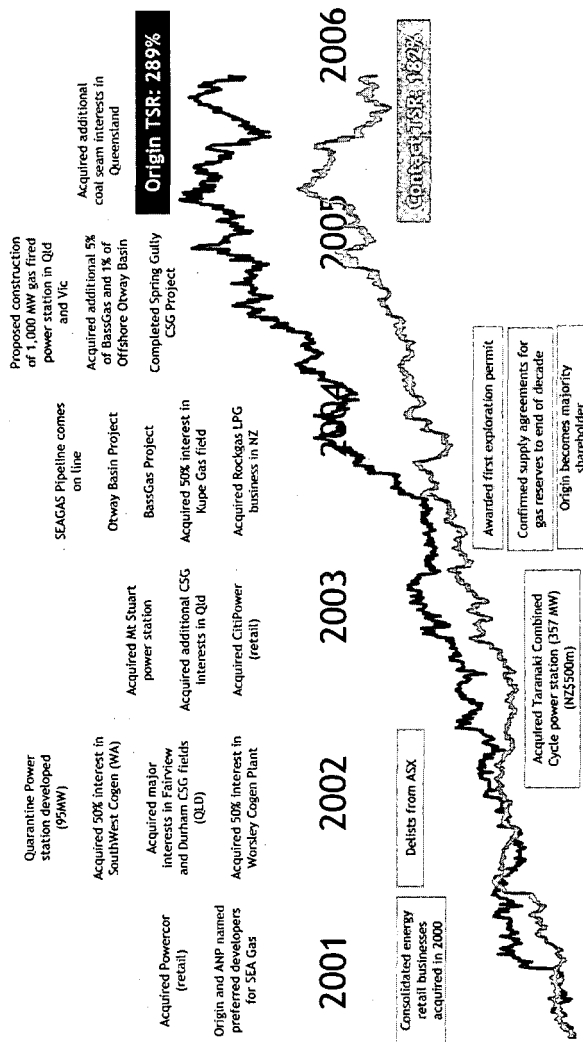 Acquired Powercor
(retail)
Origin and ANP named
preferred developers
for SEA Gas
Quarantine Power
station developed
(95MW)
Acquired 50% interest in
SouthWest Cogen (WA)
Acquired major
interests in Fairview
and Durham CSG fields
(QLD)
Acquired 50% interest in
Worsley Cogen Plant
Acquired Mt Stuart
power station
Acquired additional CSG
interests in Qld
Acquired CitiPower
(retail)
SEAGAS Pipeline comes
on line
Otway Basin Project
BassGas Project
Acquired 50% interest in
Kupe Gas field
Acquired Rockgas LPG
business in NZ
Proposed construction
of 1,000 MW gas fired
power station in Qld
and Vic
Acquired additional 5%
of BassGas and 1% of
Offshore Otway Basin
Completed Spring Gully
CSG Project
Acquired additional
coal seam interests in
Queensland
Origin TSR: 289%
2001
2002
2003
2004
2005
2006
Consolidated energy
retail businesses
acquired in 2000
Delists from ASX
Acquired Taranaki Combined
Cycle power station (357 MW)
(NZ$500m)
Awarded first exploration permit
Confirmed supply agreements for
gas reserves to end of decade
Origin becomes majority
shareholder
Contact TSR: 182%